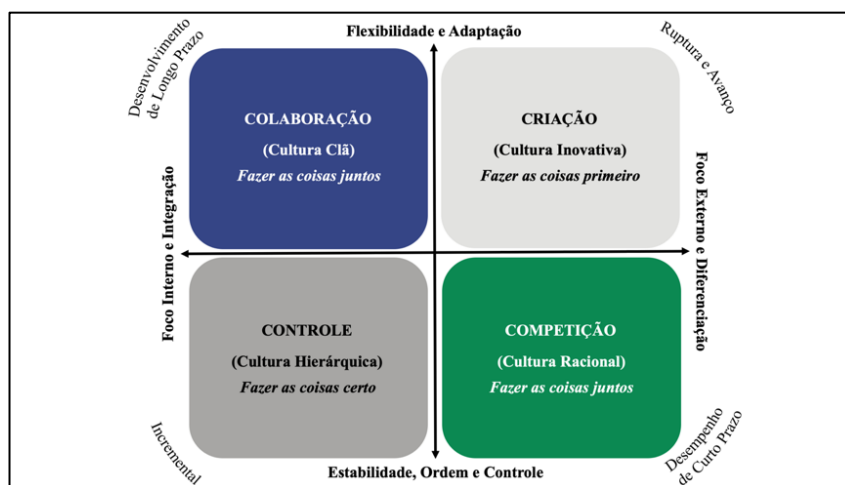 Flexibilidade e Adaptação
Desenvolvimento
de Longo Prazo
Ruptura e Avanço
COLABORAÇÃO
(Cultura Clã)
Fazer as coisas juntos
CRIAÇÃO
(Cultura Inovativa)
Fazer as coisas primeiro
Foco Interno e Integração
Foco Externo e Diferenciação
CONTROLE
(Cultura Hierárquica)
Fazer as coisas certo
COMPETIÇÃO
(Cultura Racional)
Fazer as coisas juntos
Incremental
Desempenho
de Curto Prazo
Estabilidade, Ordem e Controle